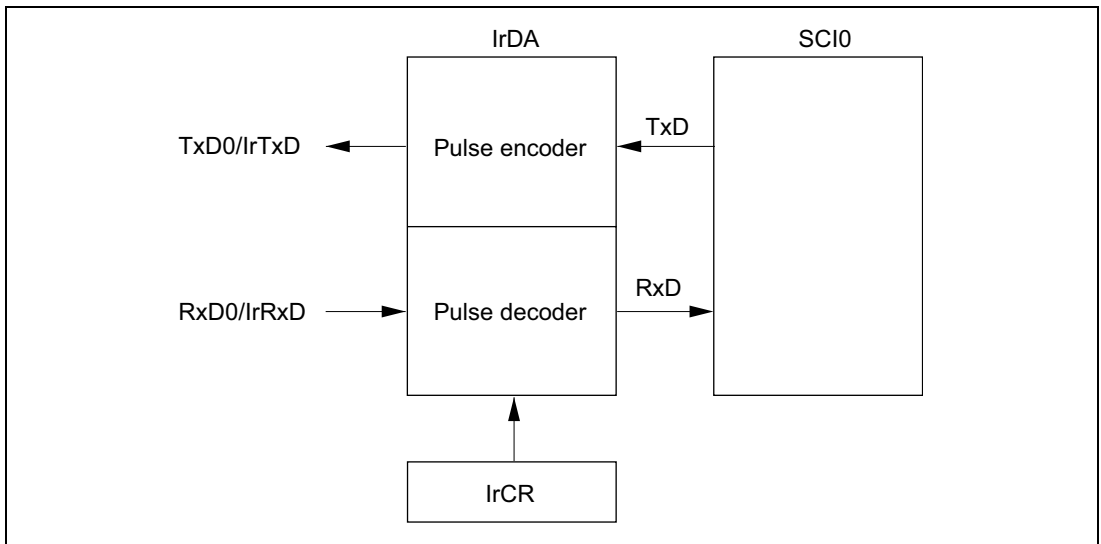 IrDA
SCI0
TxD0/IrTxD
Pulse encoder
TxD
RxD0/IrRxD
Pulse decoder
RxD
IrCR